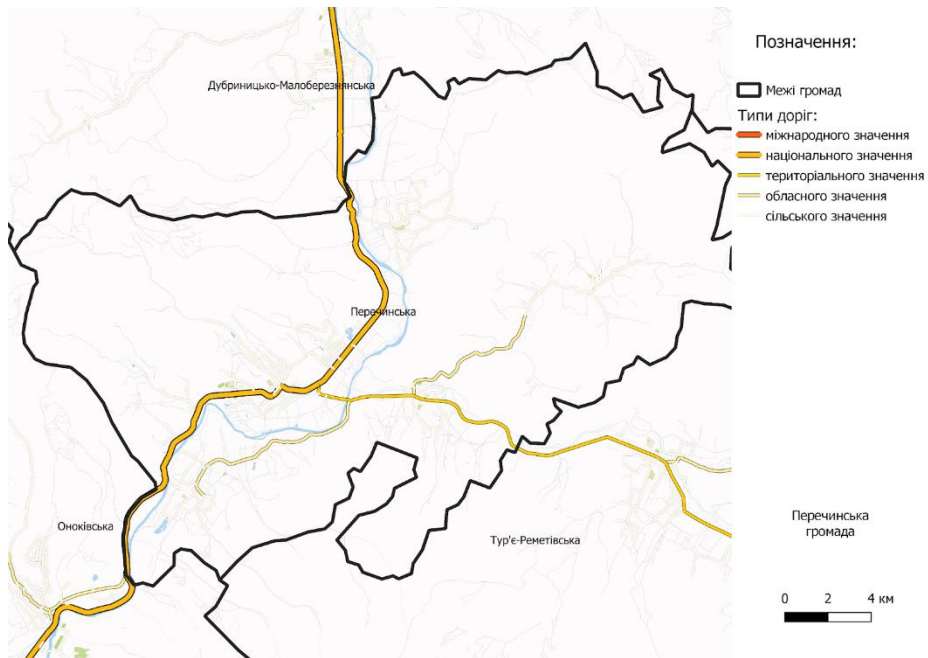 Дубриницько-Малоберезнянська
Перечинська
Оноківська
Тур'є-Реметівська
Позначення:
Межі громад
Типи доріг:
міжнародного значення
національного значення
територіального значення
обласного значення
сільського значення
Перечинська
громада
0 2 4 км